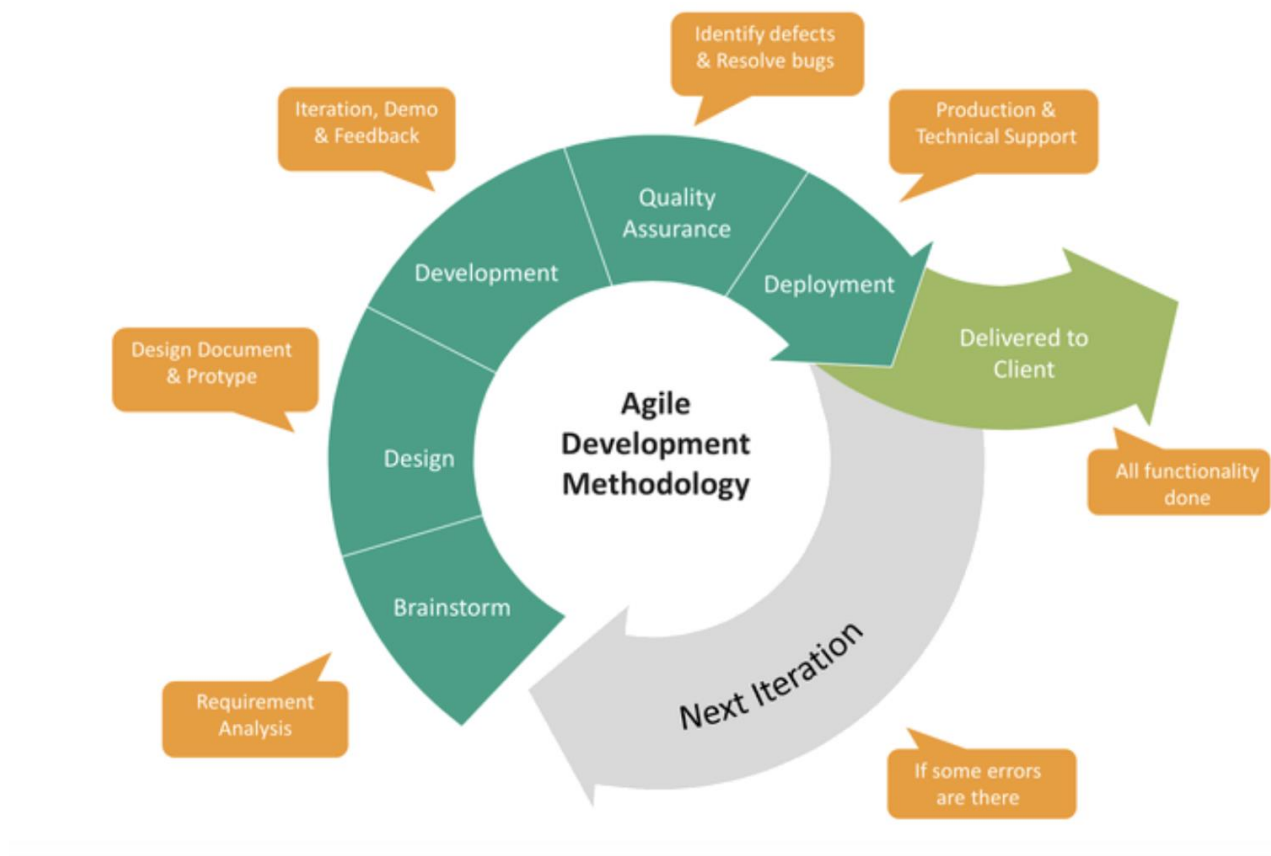 Identify defects
& Resolve bugs
Iteration, Demo
& Feedback
Production &
Technical Support
Quality
Assurance
Development
Deployment
Delivered to
Client
Design Document
& Protype
Agile
Development
Methodology
Design
All functionality
done
Brainstorm
Next Iteration
Requirement
Analysis
If some errors
are there